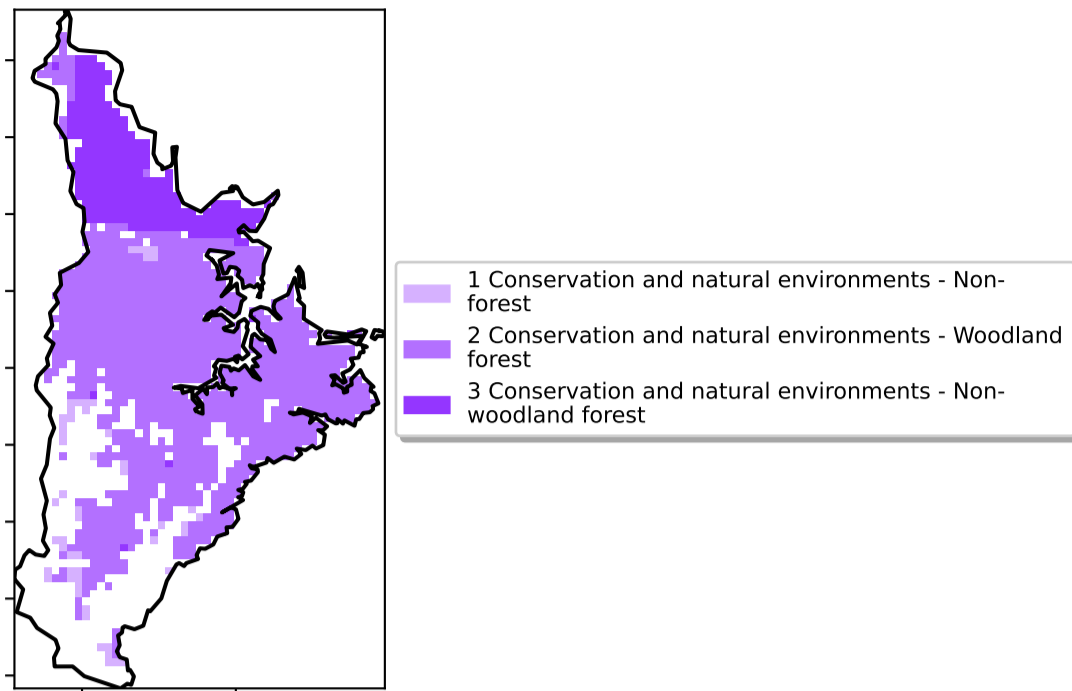 1 Conservation and natural environments - Non-
forest
2 Conservation and natural environments - Woodland
forest
3 Conservation and natural environments - Non-
woodland forest